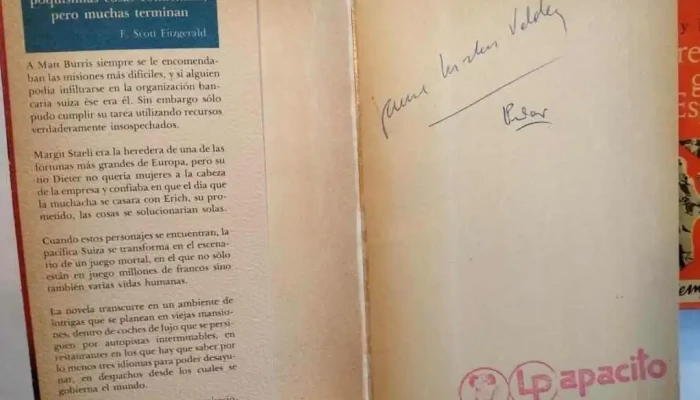 pero muchas terminan
F. Scott Fitzgerald
A Matt Burris siempre se le encomenda-
ban las misiones más difíciles, y si alguien
podía infiltrarse en la organización ban-
caria suiza ése era él. Sin embargo sólo
pudo cumplir su tarea utilizando recursos
verdaderamente insospechados.
Margit Staeli era la heredera de una de las
fortunas más grandes de Europa, pero su
tío Dieter no quería mujeres a la cabeza
de la empresa y confiaba en que el día que
la muchacha se casara con Erich, su pro-
metido, las cosas se solucionarían solas.
Cuando estos personajes se encuentran, la
pacífica Suiza se transforma en el escena-
rio de un juego mortal, en el que no sólo
están en juego millones de francos sino
también varias vidas humanas.
La novela transcurre en un ambiente de
intrigas que se planean en viejas mansio-
nes, dentro de coches de lujo que se persi-
guen por autopistas interminables, en
restaurantes en los que hay que saber por
lo menos tres idiomas para poder desayu-
nar, en despachos desde los cuales se
gobierna el mundo.
Lp apacito